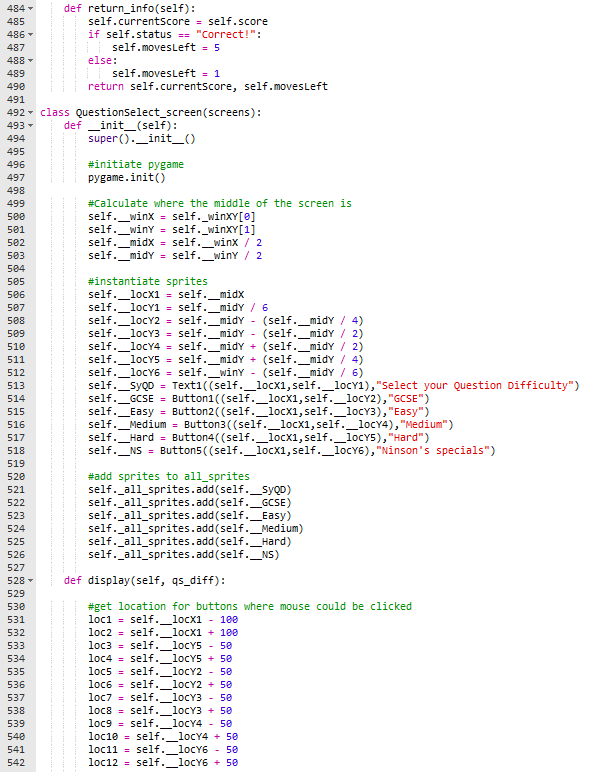 484 def return_info(self):
485 self.currentScore = self.score
486 if self.status == "Correct!":
487 self.movesLeft = 5
488 else:
489 self.movesLeft = 1
490 return self.currentScore, self.movesLeft
491
492 class QuestionSelect_screen(screens):
493 def __init__(self):
494 super().__init__()
495
496 #initiate pygame
497 pygame.init()
498
499 #Calculate where the middle of the screen is
500 self.__winX = self._winXY[0]
501 self.__winY = self._winXY[1]
502 self.__midX = self.__winX / 2
503 self.__midY = self.__winY / 2
504
505 #instantiate sprites
506 self.__locX1 = self.__midX
507 self.__locY1 = self.__midY / 6
508 self.__locY2 = self.__midY - (self.__midY / 4)
509 self.__locY3 = self.__midY - (self.__midY / 2)
510 self.__locY4 = self.__midY + (self.__midY / 2)
511 self.__locY5 = self.__midY + (self.__midY / 4)
512 self.__locY6 = self.__winY - (self.__midY / 6)
513 self.__SyQD = Text1((self.__locX1,self.__locY1),"Select your Question Difficulty")
514 self.__GCSE = Button1((self.__locX1,self.__locY2),"GCSE")
515 self.__Easy = Button2((self.__locX1,self.__locY3),"Easy")
516 self.__Medium = Button3((self.__locX1,self.__locY4),"Medium")
517 self.__Hard = Button4((self.__locX1,self.__locY5),"Hard")
518 self.__NS = Button5((self.__locX1,self.__locY6),"Ninson's specials")
519
520 #add sprites to all_sprites
521 self._all_sprites.add(self.__SyQD)
522 self._all_sprites.add(self.__GCSE)
523 self._all_sprites.add(self.__Easy)
524 self._all_sprites.add(self.__Medium)
525 self._all_sprites.add(self.__Hard)
526 self._all_sprites.add(self.__NS)
527
528 def display(self, qs_diff):
529
530 #get location for buttons where mouse could be clicked
531 loc1 = self.__locX1 - 100
532 loc2 = self.__locX1 + 100
533 loc3 = self.__locY5 - 50
534 loc4 = self.__locY5 + 50
535 loc5 = self.__locY2 - 50
536 loc6 = self.__locY2 + 50
537 loc7 = self.__locY3 - 50
538 loc8 = self.__locY3 + 50
539 loc9 = self.__locY4 - 50
540 loc10 = self.__locY4 + 50
541 loc11 = self.__locY6 - 50
542 loc12 = self.__locY6 + 50